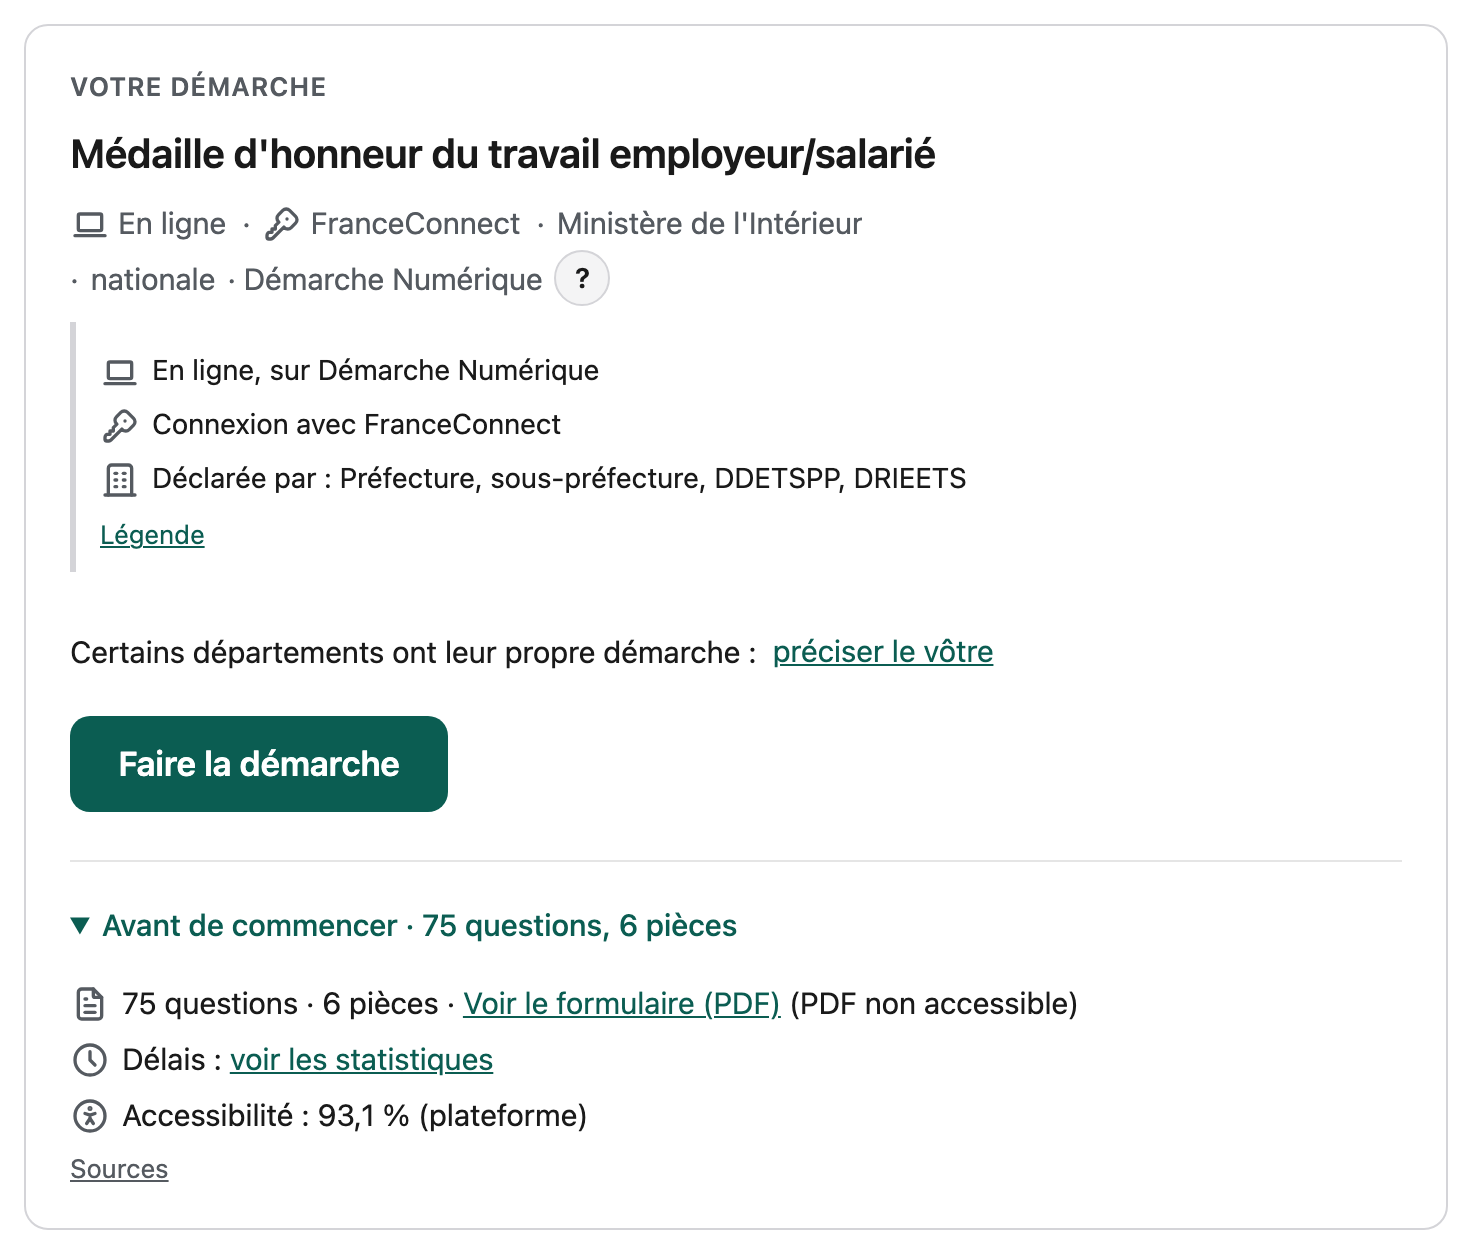 VOTRE DÉMARCHE
Médaille d'honneur du travail employeur/salarié
En ligne · FranceConnect · Ministère de l'Intérieur
· nationale · Démarche Numérique ?
En ligne, sur Démarche Numérique
Connexion avec FranceConnect
Déclarée par : Préfecture, sous-préfecture, DDETSPP, DRIEETS
Légende
Certains départements ont leur propre démarche : préciser le vôtre
Faire la démarche
▼ Avant de commencer · 75 questions, 6 pièces
75 questions · 6 pièces · Voir le formulaire (PDF) (PDF non accessible)
Délais : voir les statistiques
Accessibilité : 93,1 % (plateforme)
Sources